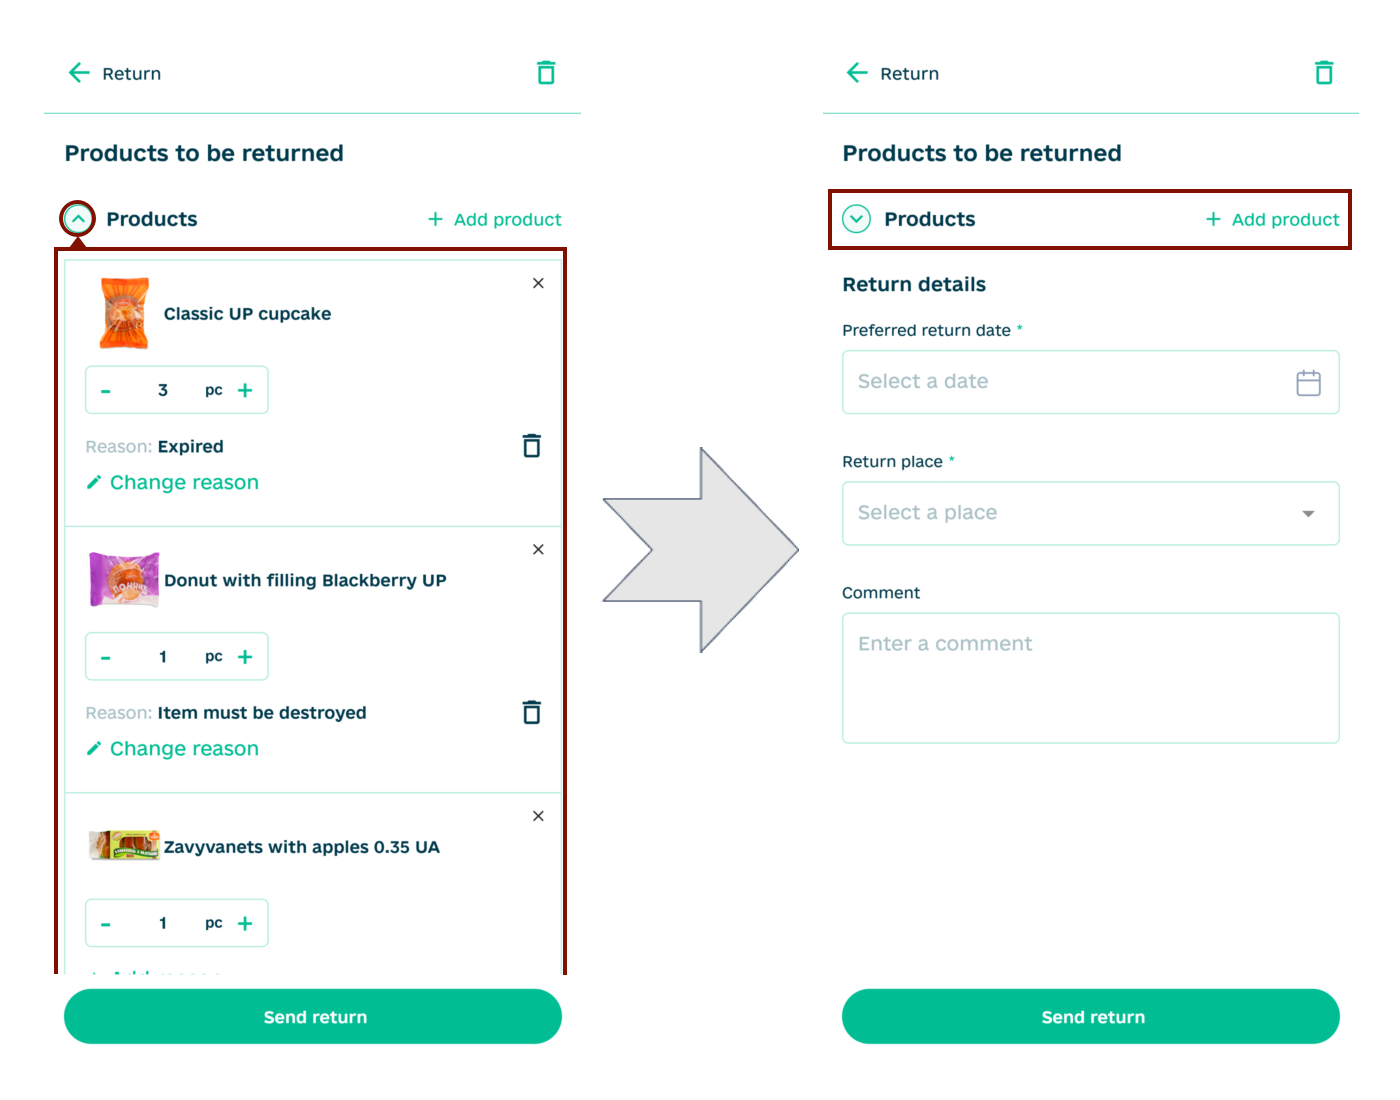 Return
Products to be returned
Products
+ Add product
Classic UP cupcake
- 3 pc +
Reason: Expired
Change reason
Donut with filling Blackberry UP
- 1 pc +
Reason: Item must be destroyed
Change reason
Zavyvanets with apples 0.35 UA
- 1 pc +
Send return
Return
Products to be returned
Products
+ Add product
Return details
Preferred return date *
Select a date
Return place *
Select a place
Comment
Enter a comment
Send return